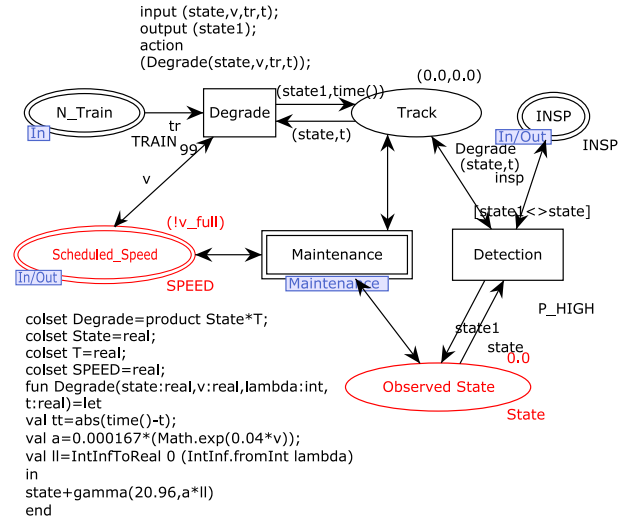 input (state,v,tr,t);
output (state1);
action
(Degrade(state,v,tr,t));
(0.0,0.0)
N_Train
In
tr
TRAIN
99
Degrade
(state1,time())
(state,t)
Track
INSP
In/Out
INSP
Degrade
(state,t)
insp
v
[state1<>state]
(!v_full)
Scheduled_Speed
In/Out
SPEED
Maintenance
Maintenance
Detection
P_HIGH
state1
state
0.0
Observed State
State
colset Degrade=product State*T;
colset State=real;
colset T=real;
colset SPEED=real;
fun Degrade(state:real,v:real,lambda:int,
t:real)=let
val tt=abs(time()-t);
val a=0.000167*(Math.exp(0.04*v));
val ll=IntInfToReal 0 (IntInf.fromInt lambda)
in
state+gamma(20.96,a*ll)
end